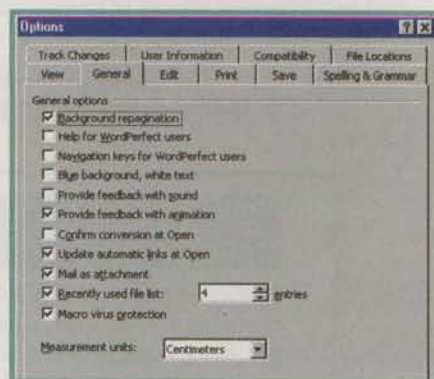 Options
Track Changes User Information Compatibility File Locations
View General Edit Print Save Spelling & Grammar
General options
Background repagination
Help for WordPerfect users
Navigation keys for WordPerfect users
Blue background, white text
Provide feedback with sound
Provide feedback with animation
Confirm conversion at Open
Update automatic links at Open
Mail as attachment
Recently used file list: 4 entries
Macro virus protection
Measurement units: Centimeters